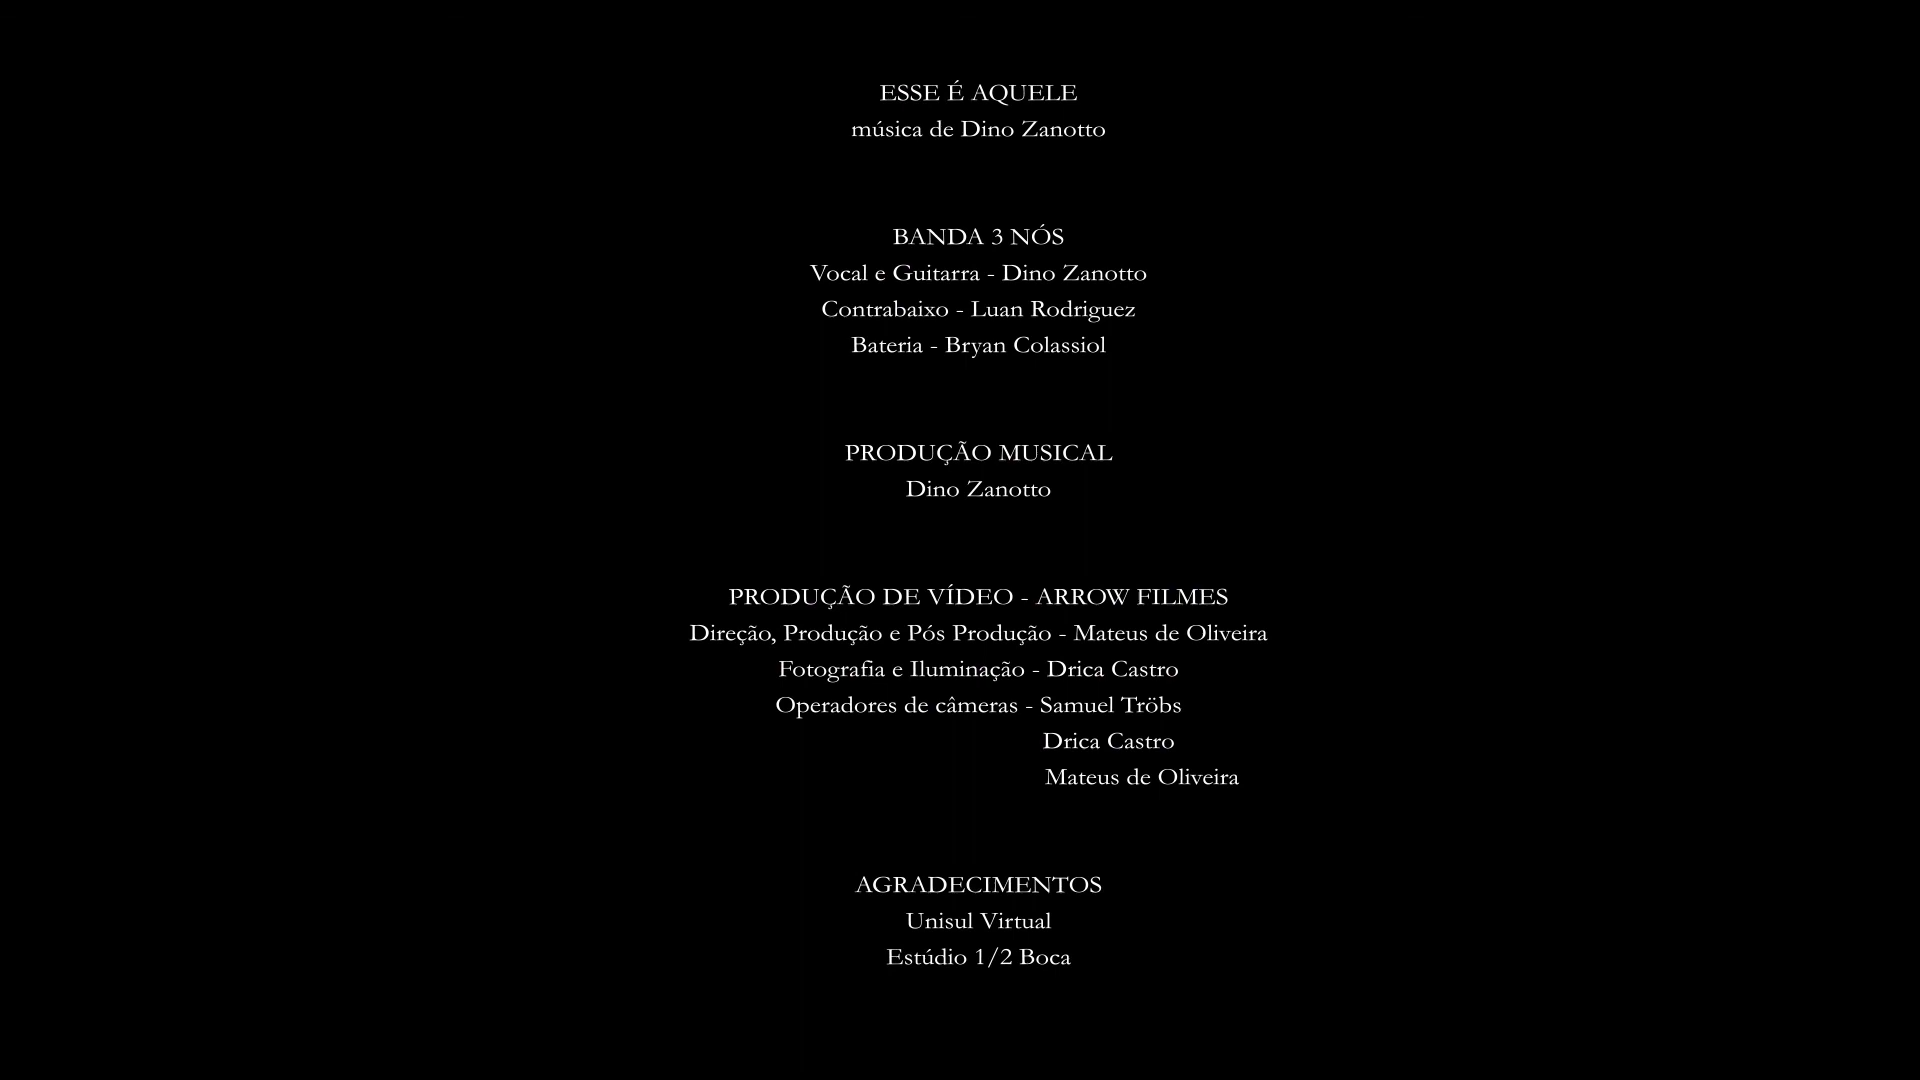 ESSE É AQUELE
música de Dino Zanotto
BANDA 3 NÓS
Vocal e Guitarra - Dino Zanotto
Contrabaixo - Luan Rodriguez
Bateria - Bryan Colassiol
PRODUÇÃO MUSICAL
Dino Zanotto
PRODUÇÃO DE VÍDEO - ARROW FILMES
Direção, Produção e Pós Produção - Mateus de Oliveira
Fotografia e Iluminação - Drica Castro
Operadores de câmeras - Samuel Tröbs
Drica Castro
Mateus de Oliveira
AGRADECIMENTOS
Unisul Virtual
Estúdio 1/2 Boca